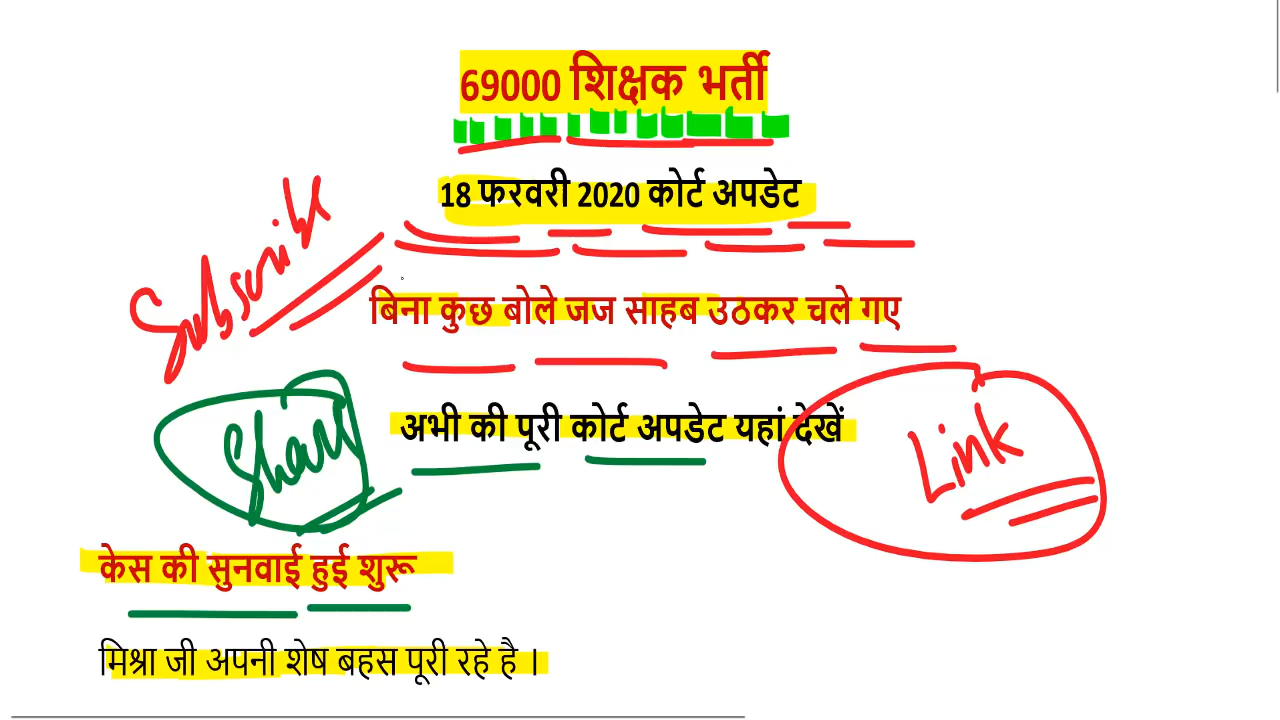 69000 शिक्षक भर्ती
18 फरवरी 2020 कोर्ट अपडेट
Subscribe
बिना कुछ बोले जज साहब उठकर चले गए
अभी की पूरी कोर्ट अपडेट यहां देखें
Share
Link
केस की सुनवाई हुई शुरू
मिश्रा जी अपनी शेष बहस पूरी रहे है ।